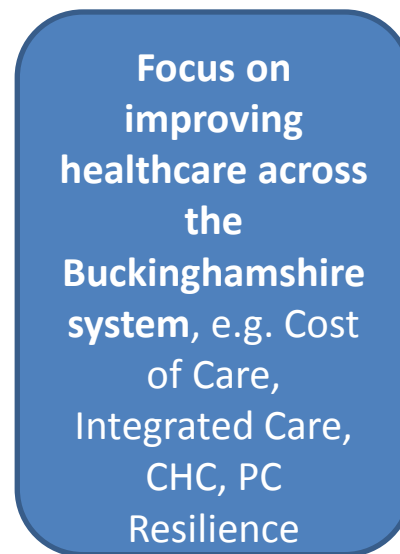 Focus on
improving
healthcare across
the
Buckinghamshire
system, e.g. Cost
of Care,
Integrated Care,
CHC, PC
Resilience